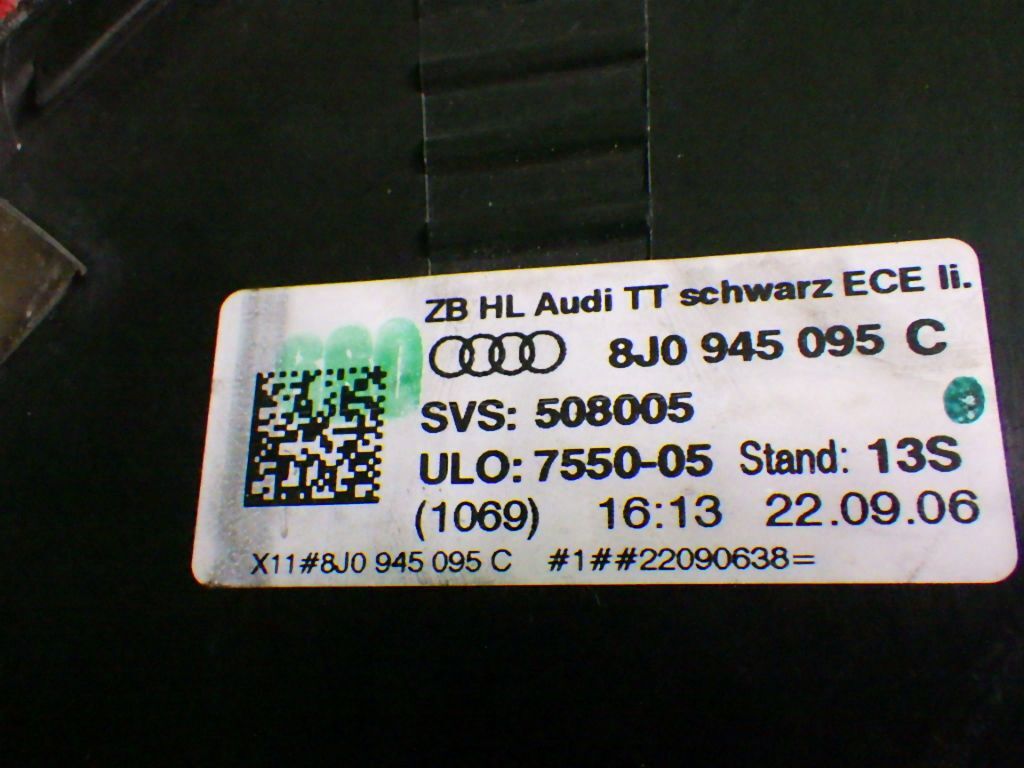 ZB HL Audi TT schwarz ECE li.
8J0 945 095 C
SVS: 508005
ULO: 7550-05 Stand: 13S
(1069) 16:13 22.09.06
X11#8J0 945 095 C #1##22090638=